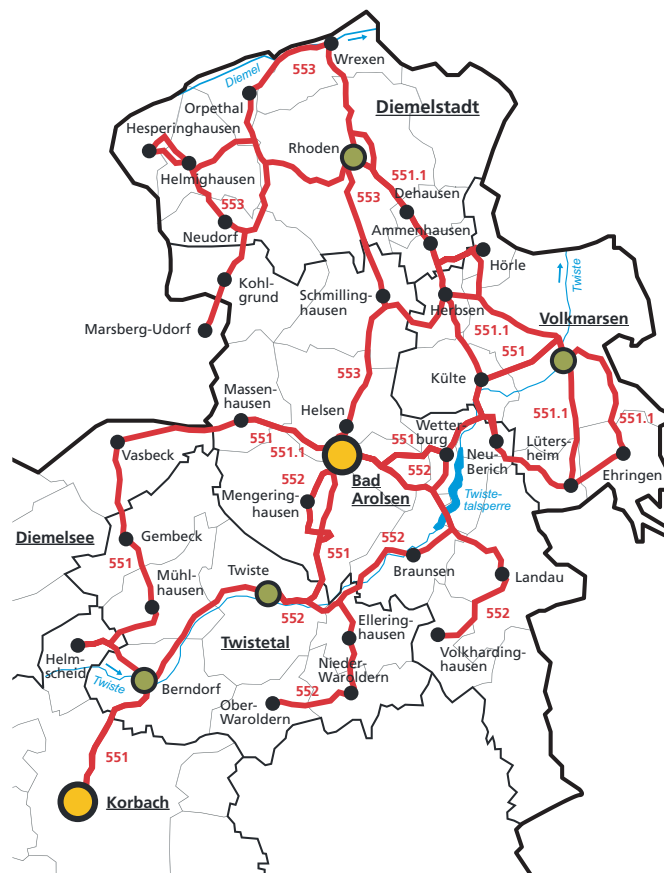 Wrexen
553
Diemel
Orpethal
Diemelstadt
Hesperinghausen
Rhoden
Helmighausen
551.1
553
Dehausen
553
Neudorf
Ammenhausen
Hörle
Kohl-
grund
Schmilling-
hausen
Twiste
Herbsen
Marsberg-Udorf
Volkmarsen
551.1
551
553
Külte
Massen-
hausen
Helsen
551
551
Wetter-
burg
551.1
551.1
551.1
Vasbeck
552
Bad
Arolsen
552
Neu-
Berich
Lüters-
heim
Ehringen
Mengering-
hausen
Twiste-
talsperre
Diemelsee
Gembeck
551
552
551
Mühl-
hausen
Twiste
Braunsen
Landau
552
552
Twistetal
Ellering-
hausen
Volkharding-
hausen
Helm-
scheid
Twiste
Berndorf
Nieder-
Waroldern
552
Ober-
Waroldern
551
Korbach